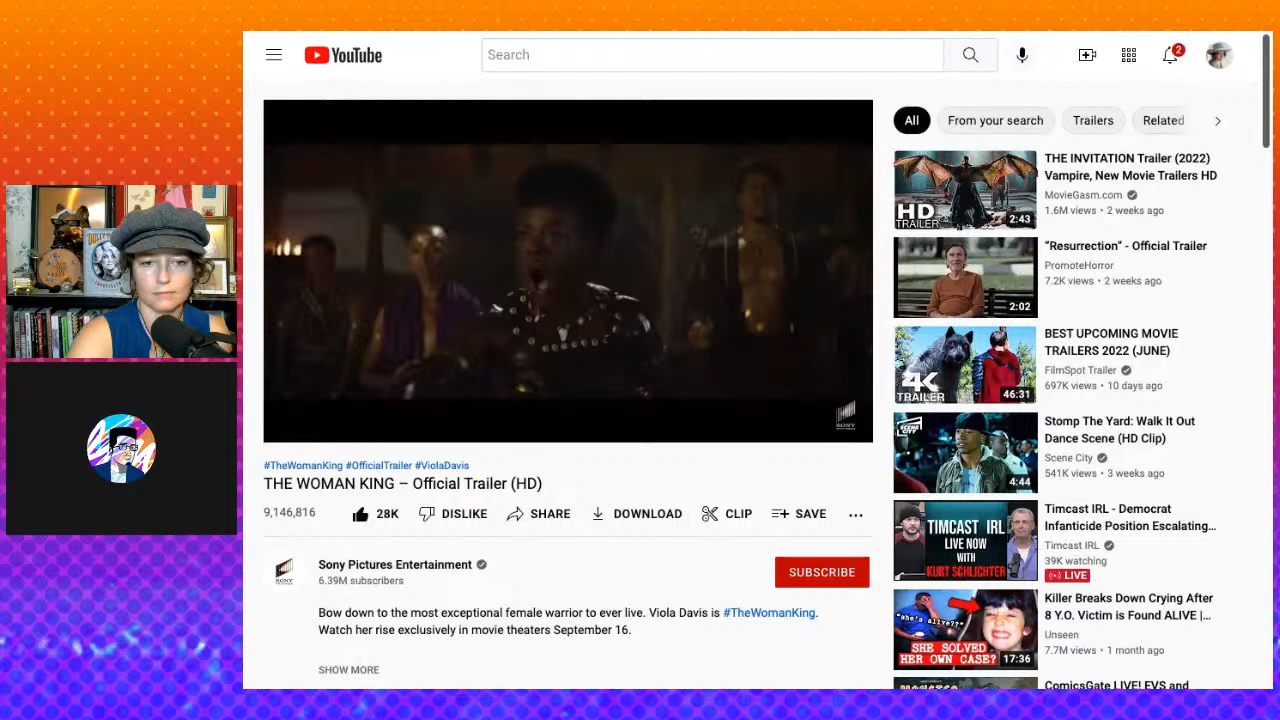 YouTube
Search
2
All
From your search
Trailers
Related
SONY
HD
TRAILER
2:43
THE INVITATION Trailer (2022)
Vampire, New Movie Trailers HD
MovieGasm.com
1.6M views • 2 weeks ago
2:02
“Resurrection” - Official Trailer
PromoteHorror
7.2K views • 2 weeks ago
4K
TRAILER
46:31
BEST UPCOMING MOVIE
TRAILERS 2022 (JUNE)
FilmSpot Trailer
697K views • 10 days ago
SCENE CITY
4:44
Stomp The Yard: Walk It Out
Dance Scene (HD Clip)
Scene City
541K views • 3 weeks ago
TIMCAST IRL
LIVE NOW
WITH
KURT SCHLICHTER
Timcast IRL - Democrat
Infanticide Position Escalating...
Timcast IRL
39K watching
LIVE
"she's alive??"
SHE SOLVED
HER OWN CASE?
17:36
Killer Breaks Down Crying After
8 Y.O. Victim is Found ALIVE |...
Unseen
7.7M views • 1 month ago
ComicsGate LIVE! EVS and
DOLLY
#TheWomanKing #OfficialTrailer #ViolaDavis
THE WOMAN KING – Official Trailer (HD)
9,146,816
28K
DISLIKE
SHARE
DOWNLOAD
CLIP
SAVE
SONY
Sony Pictures Entertainment
6.39M subscribers
SUBSCRIBE
Bow down to the most exceptional female warrior to ever live. Viola Davis is #TheWomanKing.
Watch her rise exclusively in movie theaters September 16.
SHOW MORE